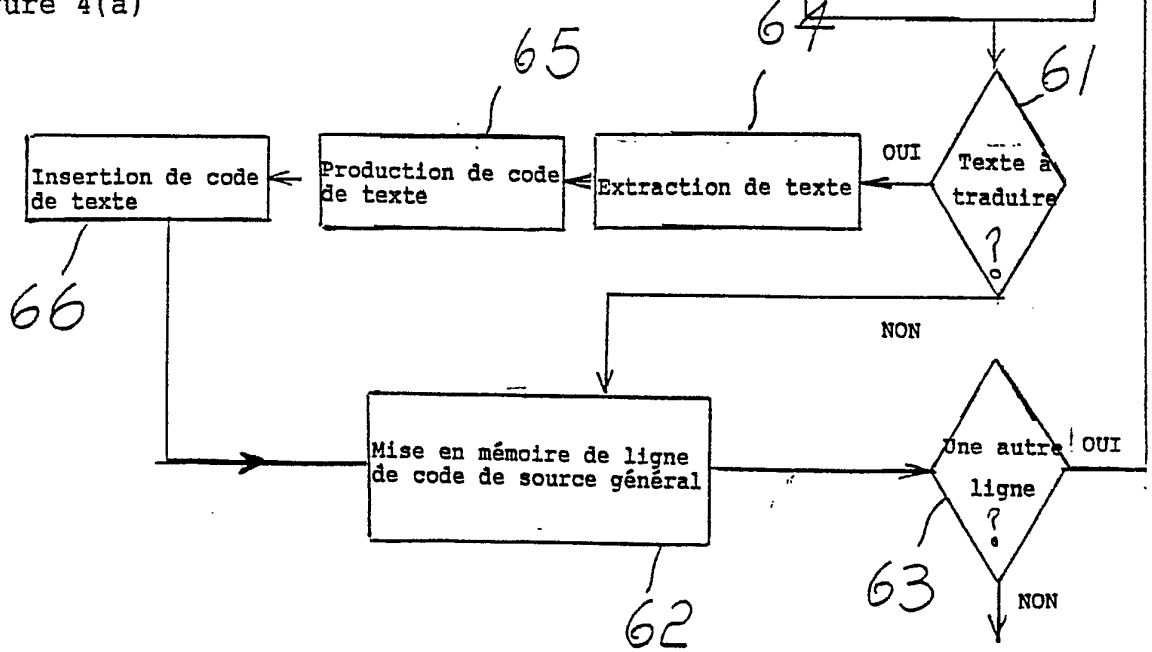 ure 4(a)
64
65
61
Insertion de code
de texte
Production de code
de texte
Extraction de texte
OUI
Texte à
traduire
?
66
NON
Mise en mémoire de ligne
de code de source général
Une autre
ligne
?
OUI
63
62
NON